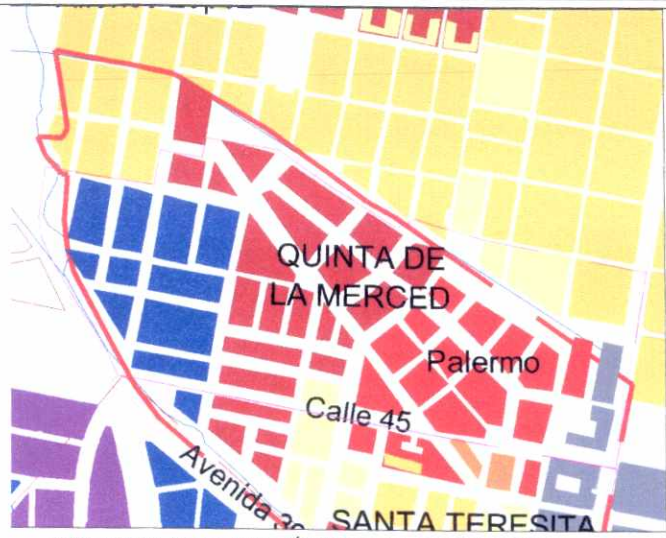 QUINTA DE
LA MERCED
Palermo
Calle 45
Avenida
SANTA TERESITA